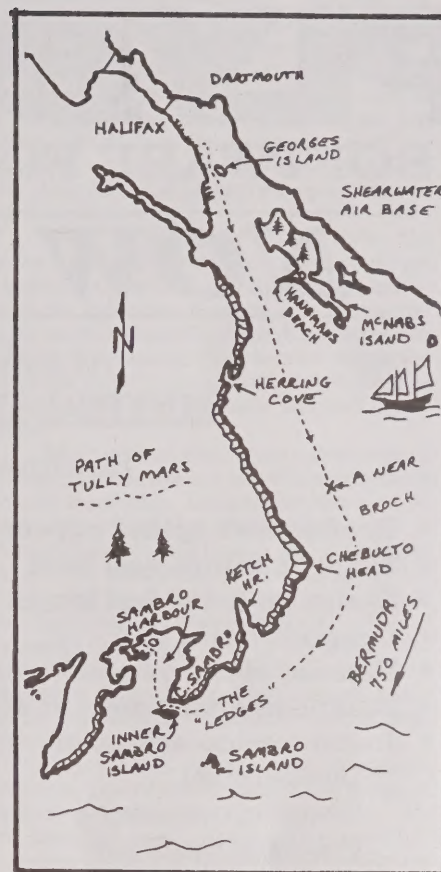 DARTMOUTH
HALIFAX
GEORGES
ISLAND
SHEARWATER
AIR BASE
HANGMANS
BEACH
McNABS
ISLAND
N
HERRING
COVE
PATH OF
TULLY MARS
A NEAR
BROCH
CHEBULTO
HEAD
KETCH
HR.
SAMBRO
HARBOUR
SAMBRO
THE
"LEDGES"
BERMUDA
750 MILES
INNER
SAMBRO
ISLAND
SAMBRO
ISLAND